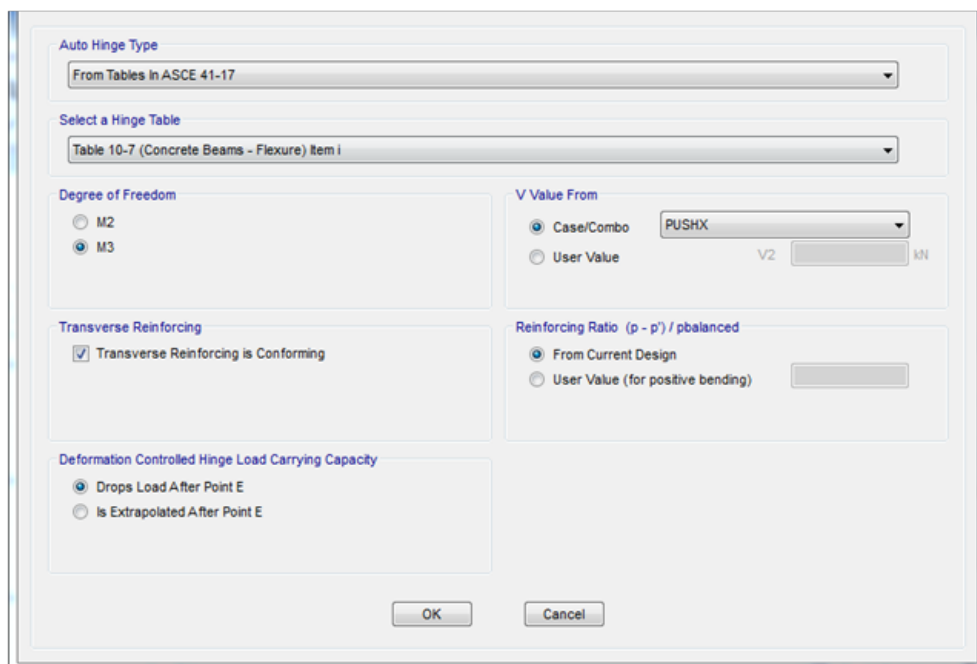 Auto Hinge Type
From Tables In ASCE 41-17
Select a Hinge Table
Table 10-7 (Concrete Beams - Flexure) Item i
Degree of Freedom
M2
M3
V Value From
Case/Combo PUSHX
User Value V2 kN
Transverse Reinforcing
Transverse Reinforcing is Conforming
Reinforcing Ratio (p - p') / pbalanced
From Current Design
User Value (for positive bending)
Deformation Controlled Hinge Load Carrying Capacity
Drops Load After Point E
Is Extrapolated After Point E
OK Cancel